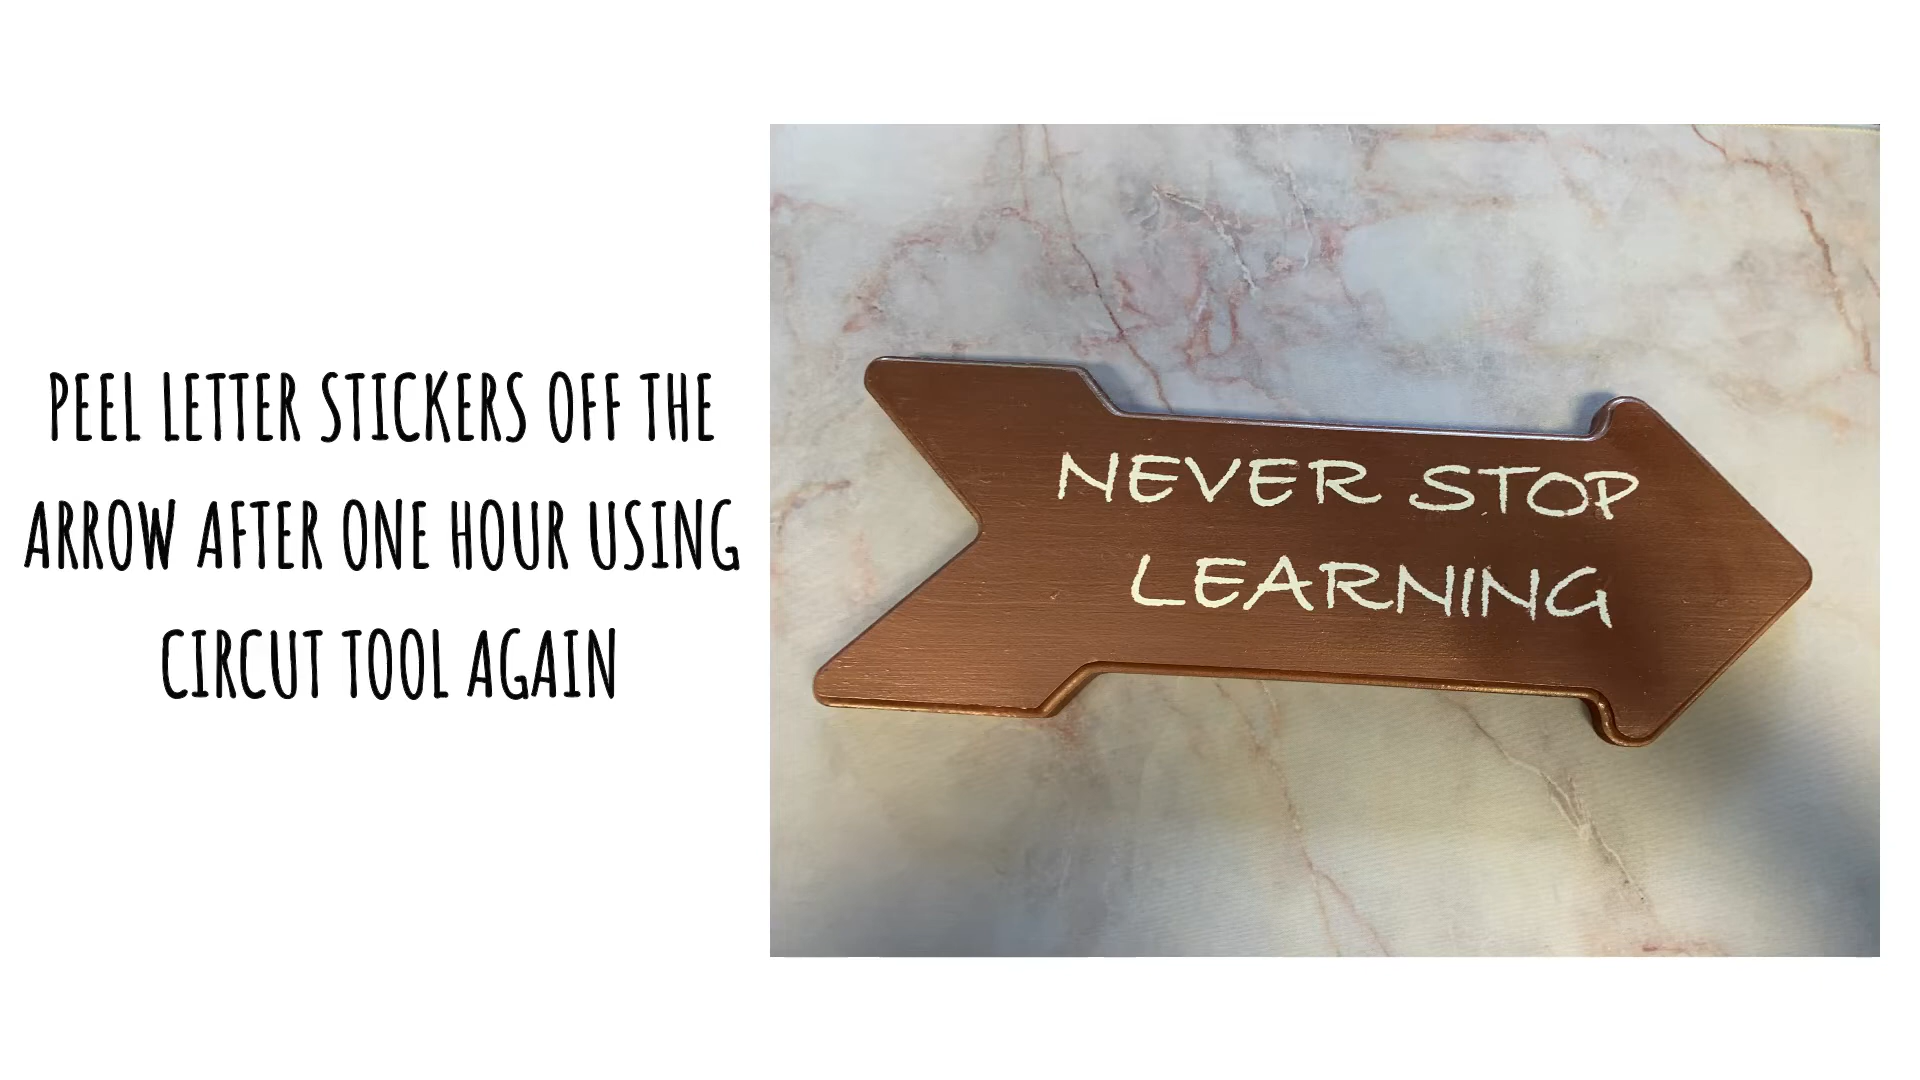 PEEL LETTER STICKERS OFF THE
ARROW AFTER ONE HOUR USING
CIRCUT TOOL AGAIN
NEVER STOP
LEARNING